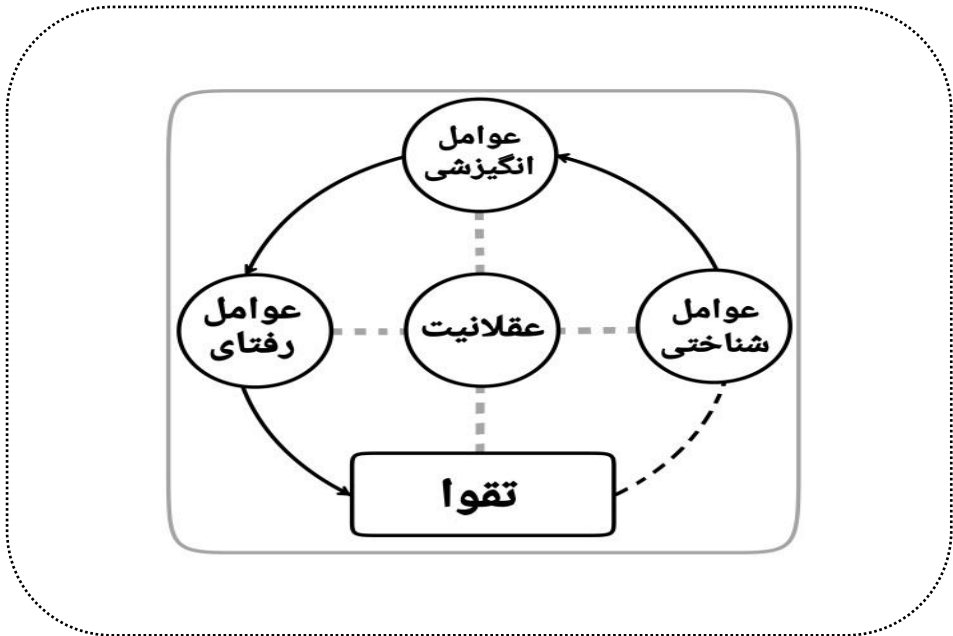 عوامل
انگیزشی
عوامل
شناختی
عقلانیت
عوامل
رفتای
تقوا